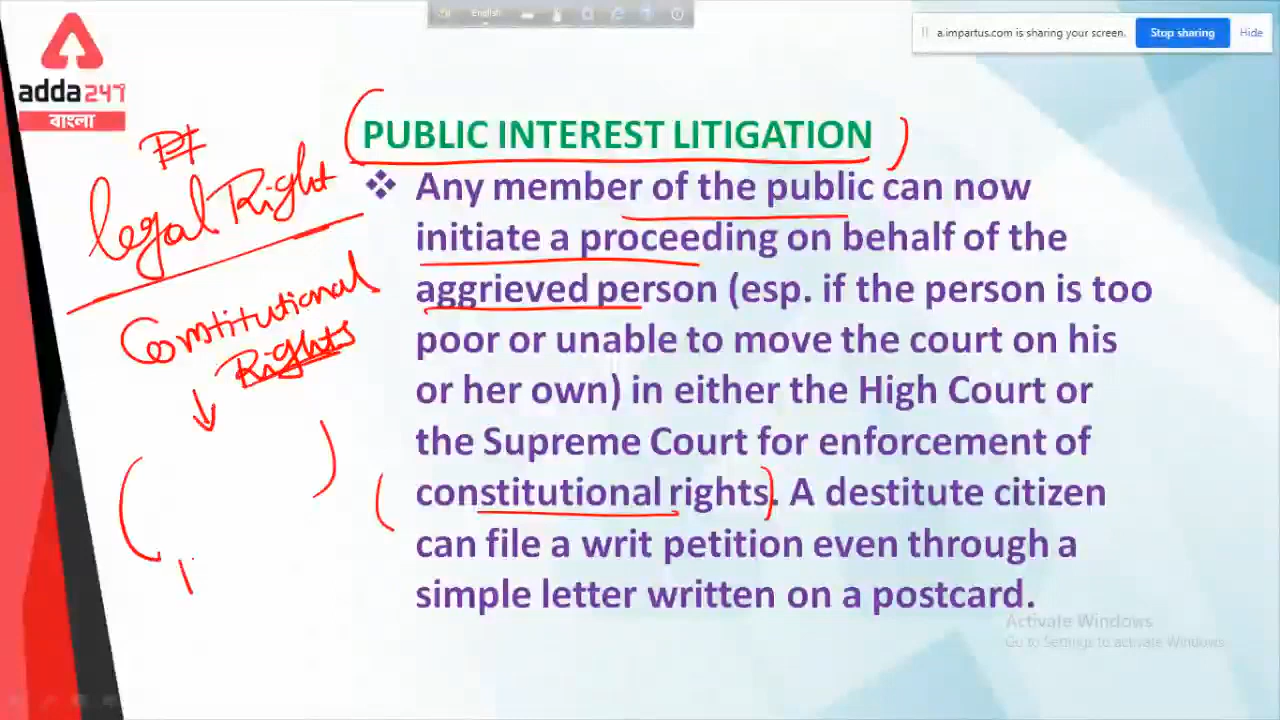 English
a.impartus.com is sharing your screen.
Stop sharing
Hide
adda247
বাংলা
legal Right
Constitutional
Rights
PUBLIC INTEREST LITIGATION
Any member of the public can now
initiate a proceeding on behalf of the
aggrieved person (esp. if the person is too
poor or unable to move the court on his
or her own) in either the High Court or
the Supreme Court for enforcement of
constitutional rights. A destitute citizen
can file a writ petition even through a
simple letter written on a postcard.
Activate Windows
Go to Settings to activate Windows.